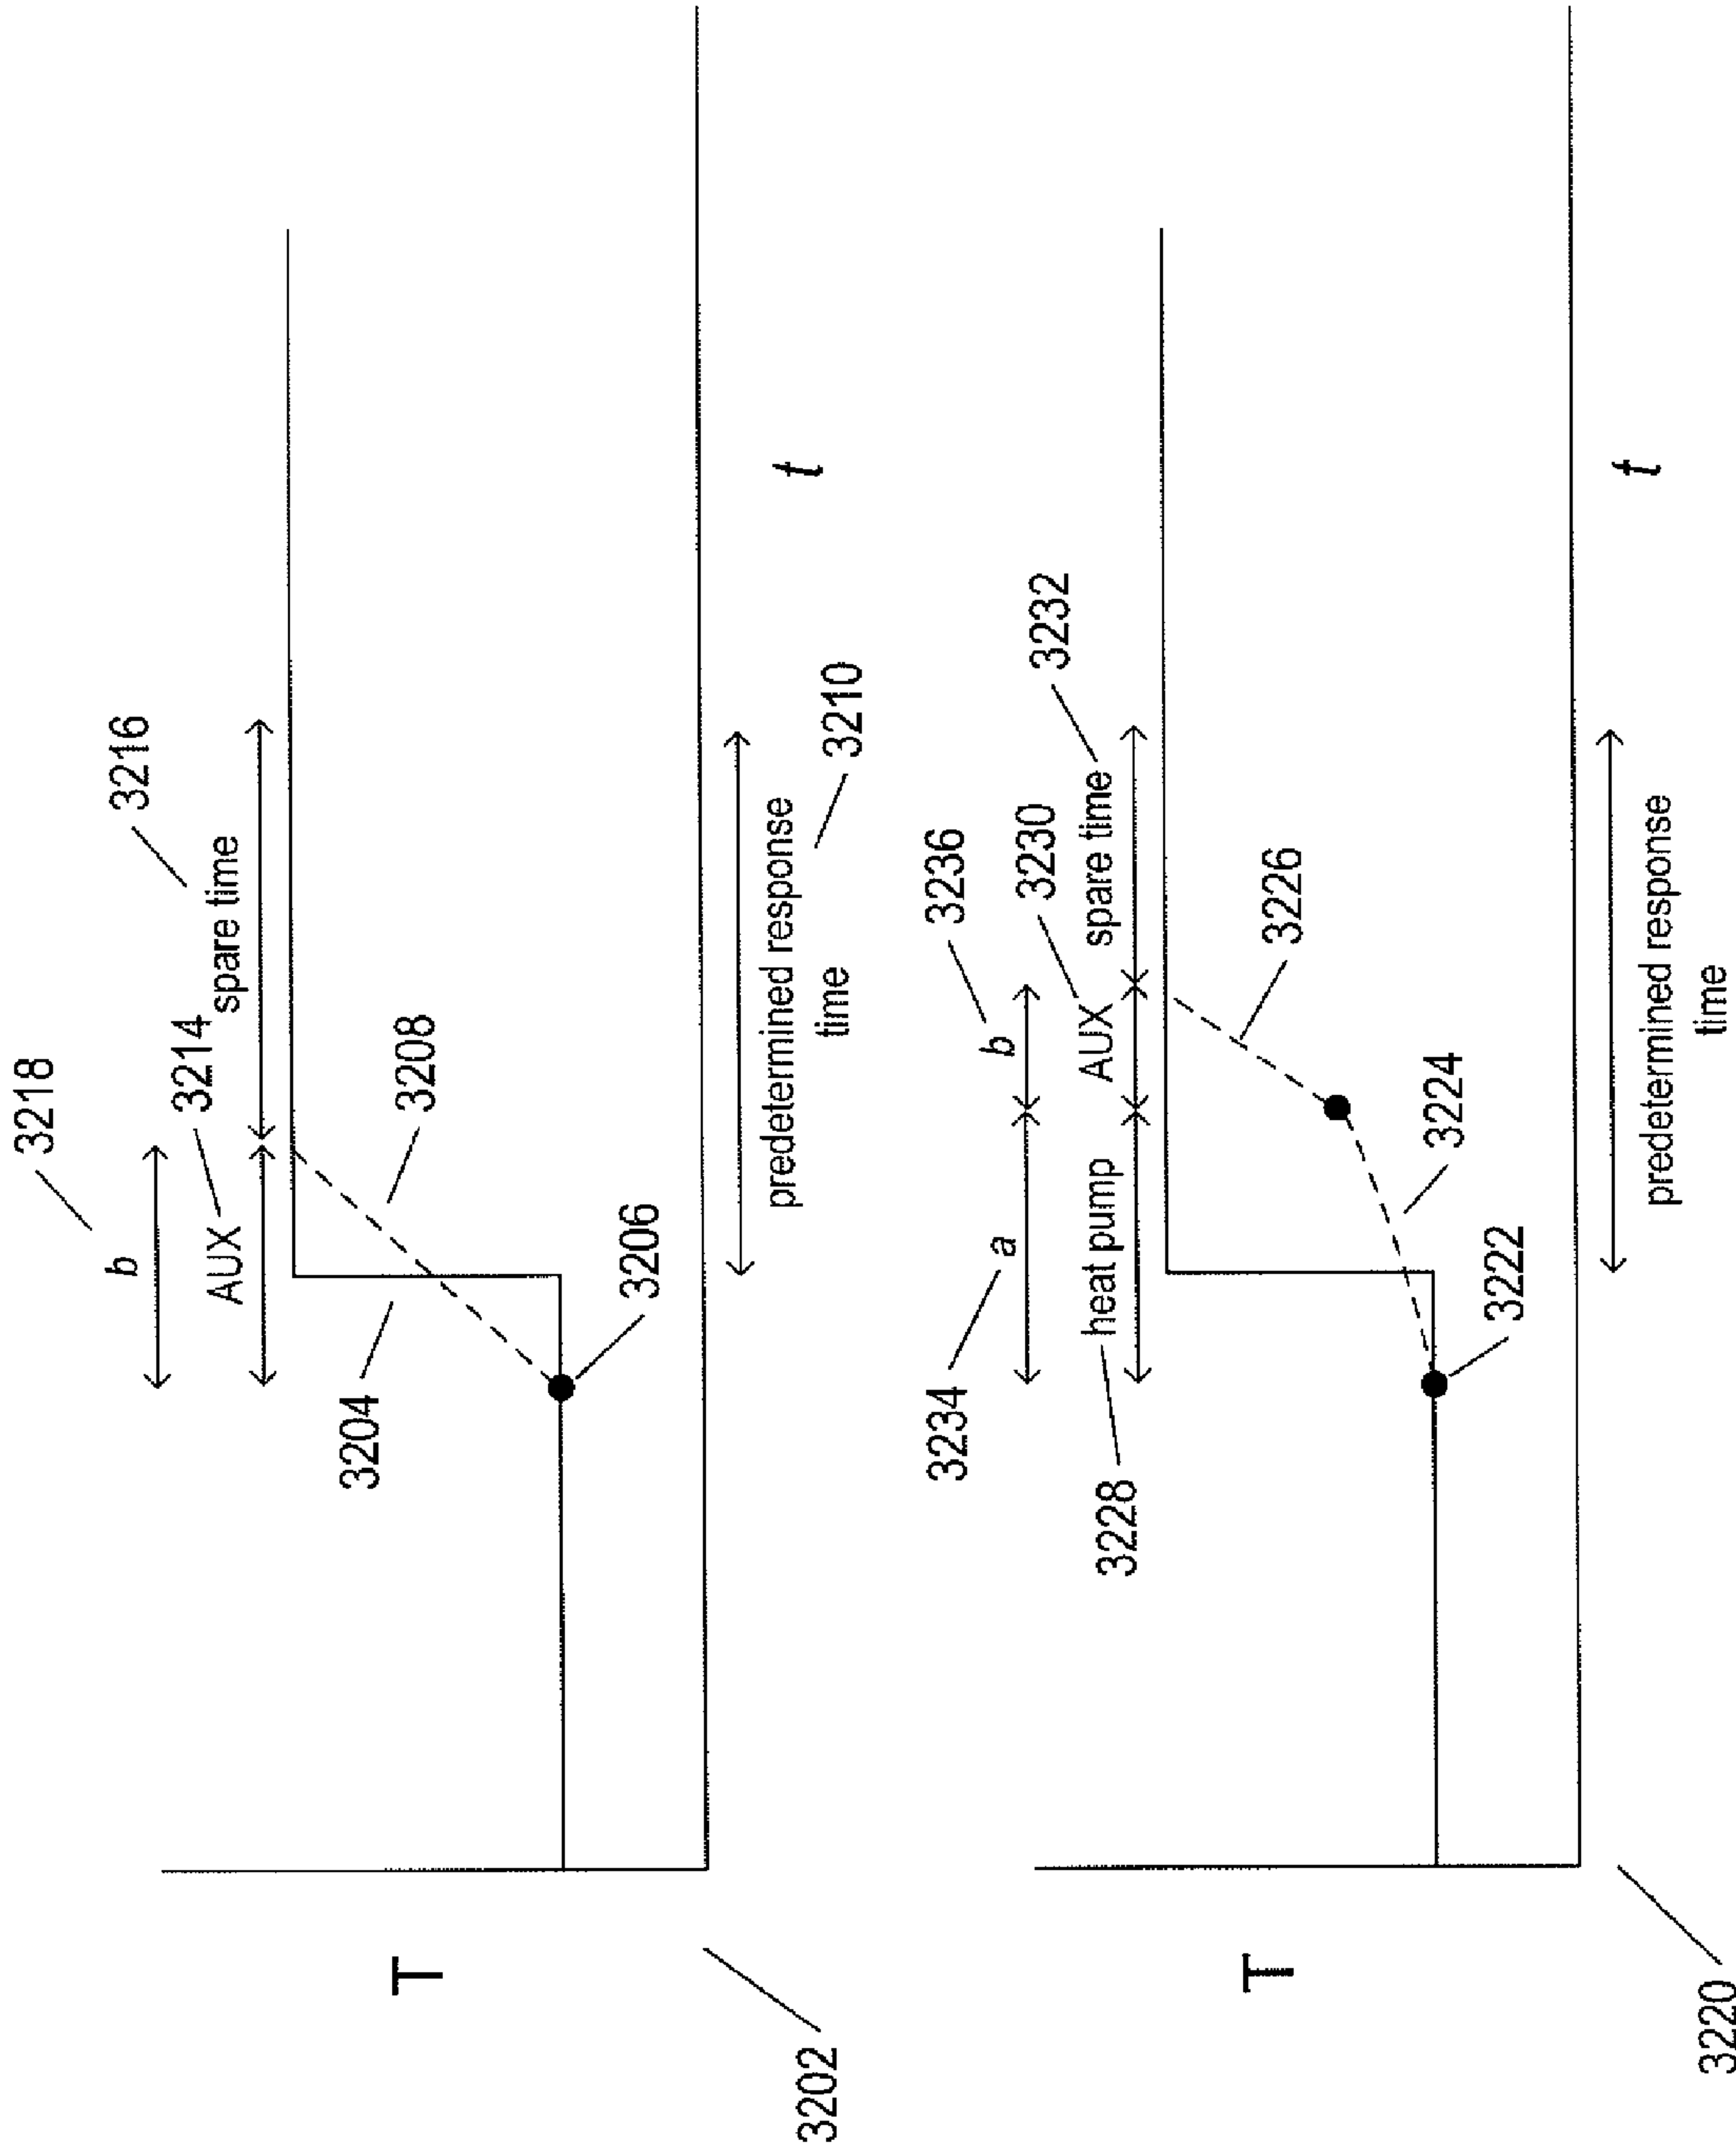 3218
b
3214
AUX
3216
spare time
3204
3208
3206
T
predetermined response
time
3210
t
3202
3234
a
3236
b
3228
heat pump
3230
AUX
3232
spare time
3226
3224
3222
T
predetermined response
time
t
3220